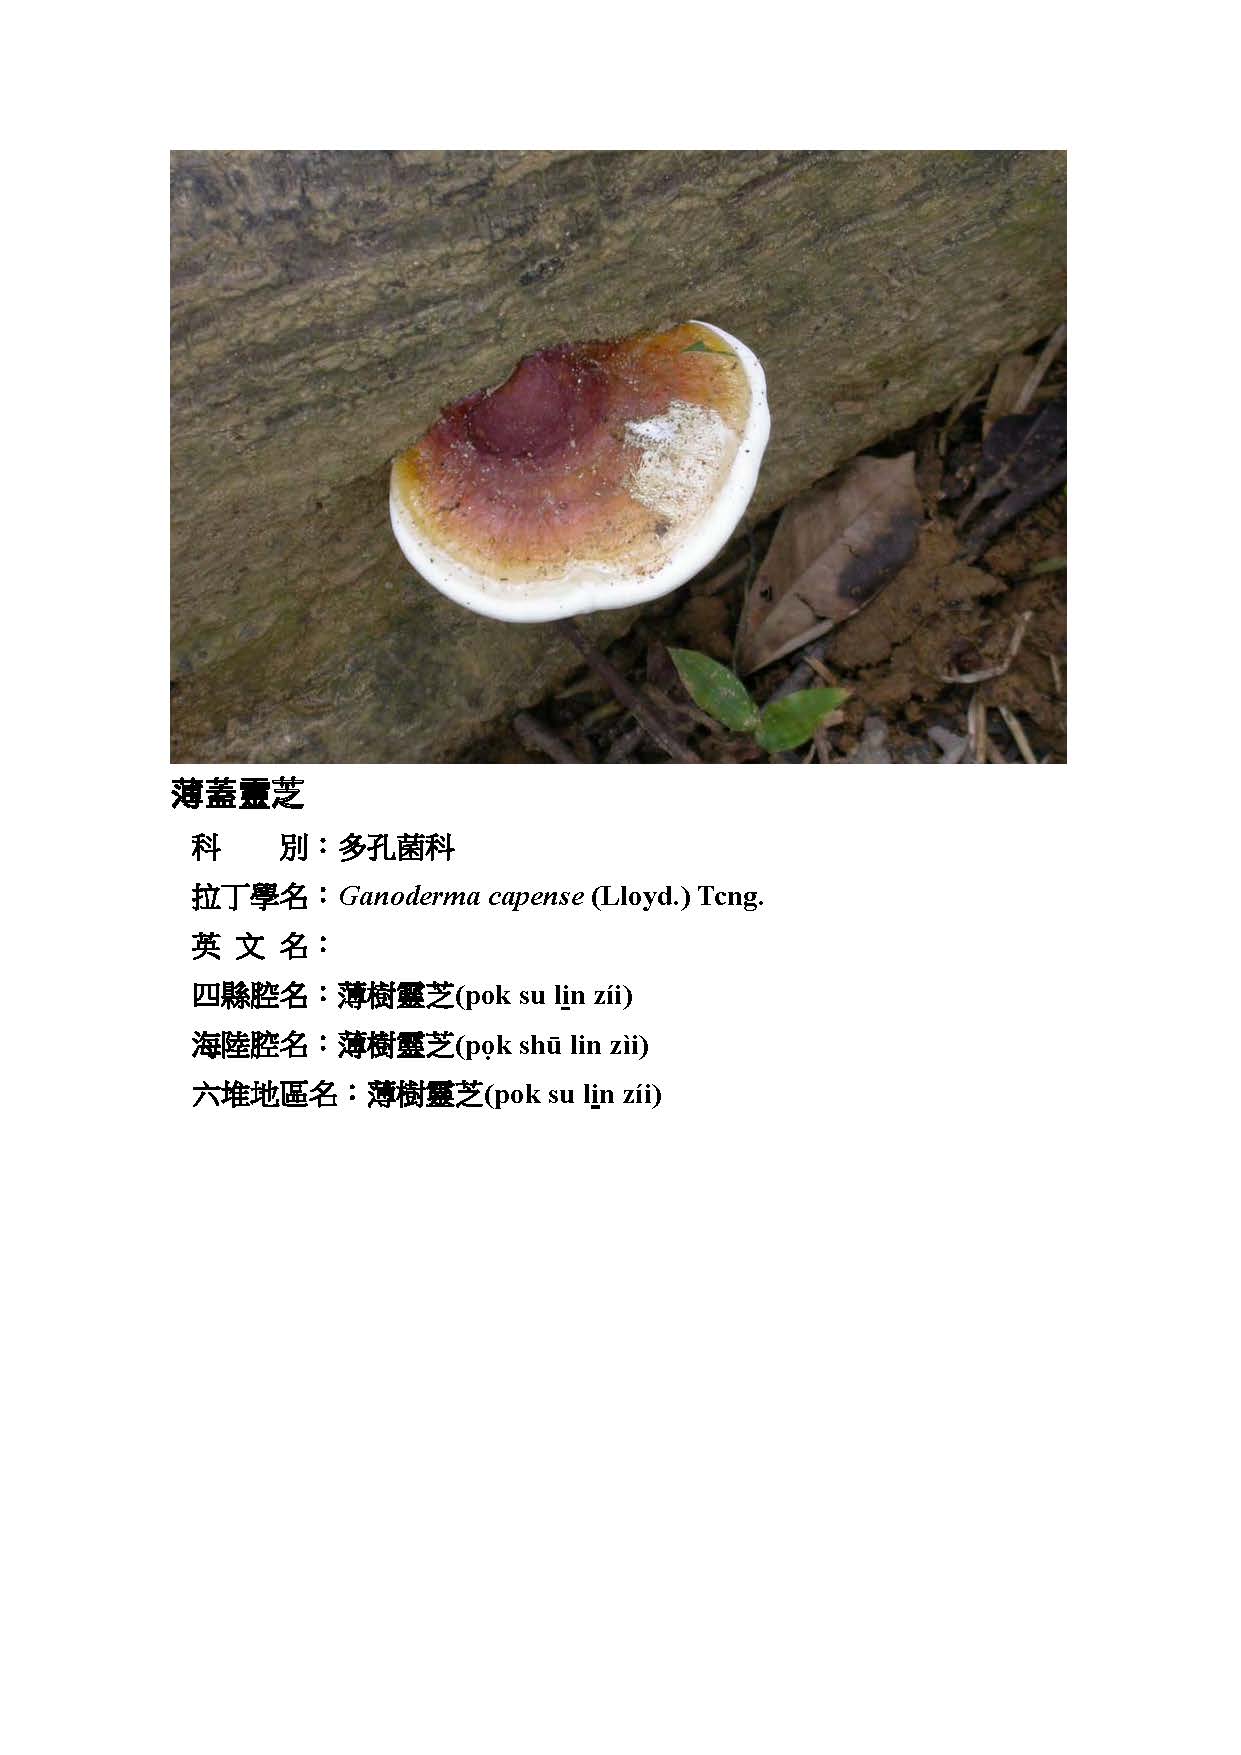 薄蓋靈芝
科　　別：多孔菌科
拉丁學名：Ganoderma capense (Lloyd.) Tcng.
英 文 名：
四縣腔名：薄樹靈芝(pok su li̲n zíi)
海陸腔名：薄樹靈芝(pọk shū lin zìi)
六堆地區名：薄樹靈芝(pok su li̲n zíi)